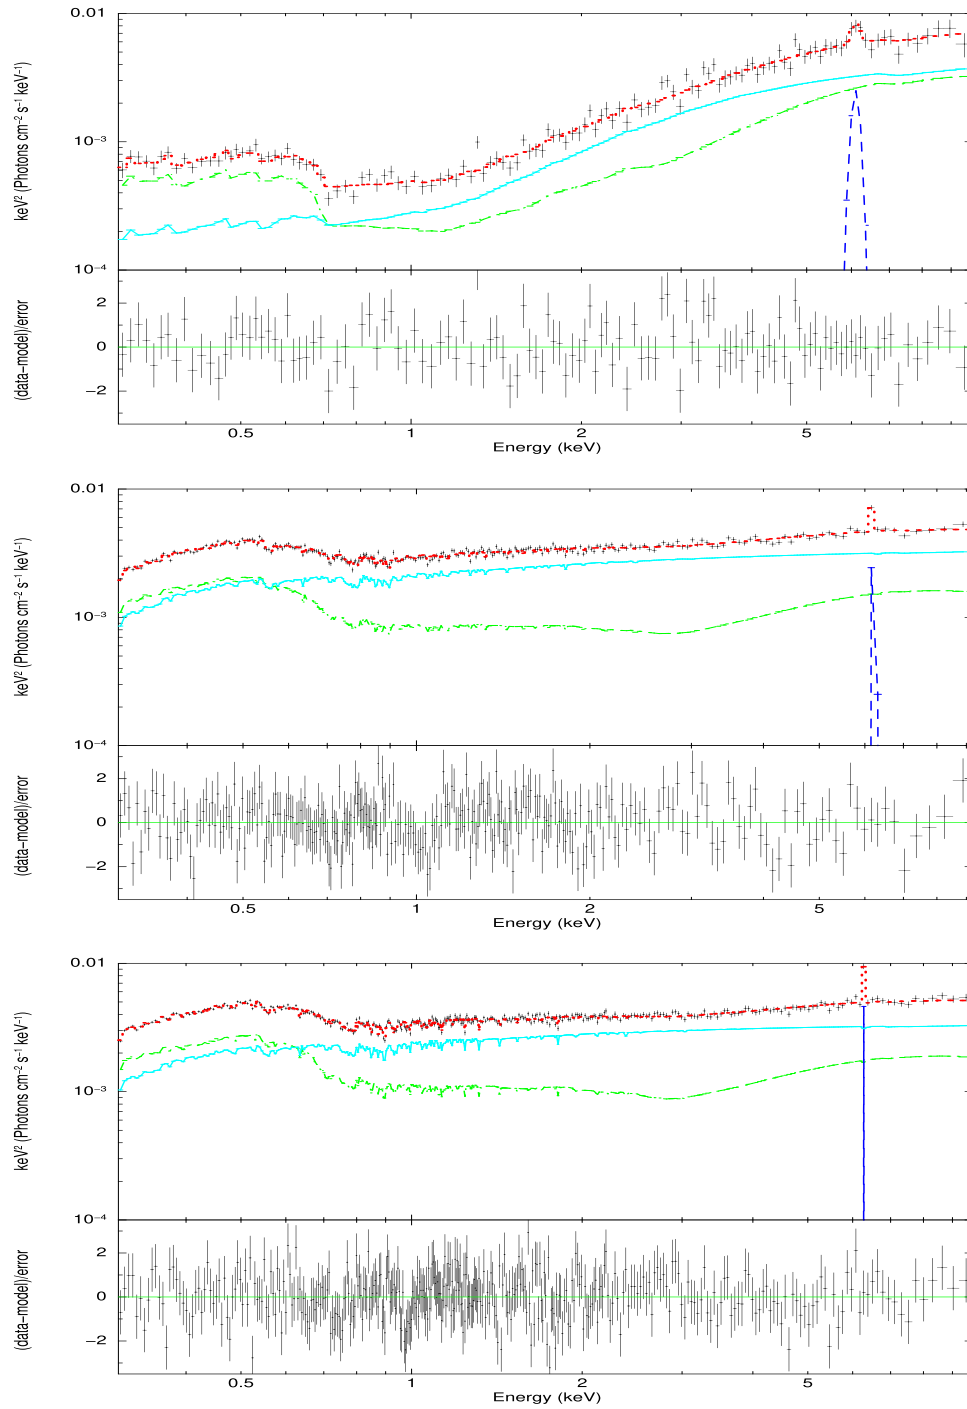 0.01
10⁻³
10⁻⁴
keV² (Photons cm⁻² s⁻¹ keV⁻¹)
2
0
−2
(data−model)/error
0.5 1 2 5
Energy (keV)
0.01
10⁻³
10⁻⁴
keV² (Photons cm⁻² s⁻¹ keV⁻¹)
2
0
−2
(data−model)/error
0.5 1 2 5
Energy (keV)
0.01
10⁻³
10⁻⁴
keV² (Photons cm⁻² s⁻¹ keV⁻¹)
2
0
−2
(data−model)/error
0.5 1 2 5
Energy (keV)